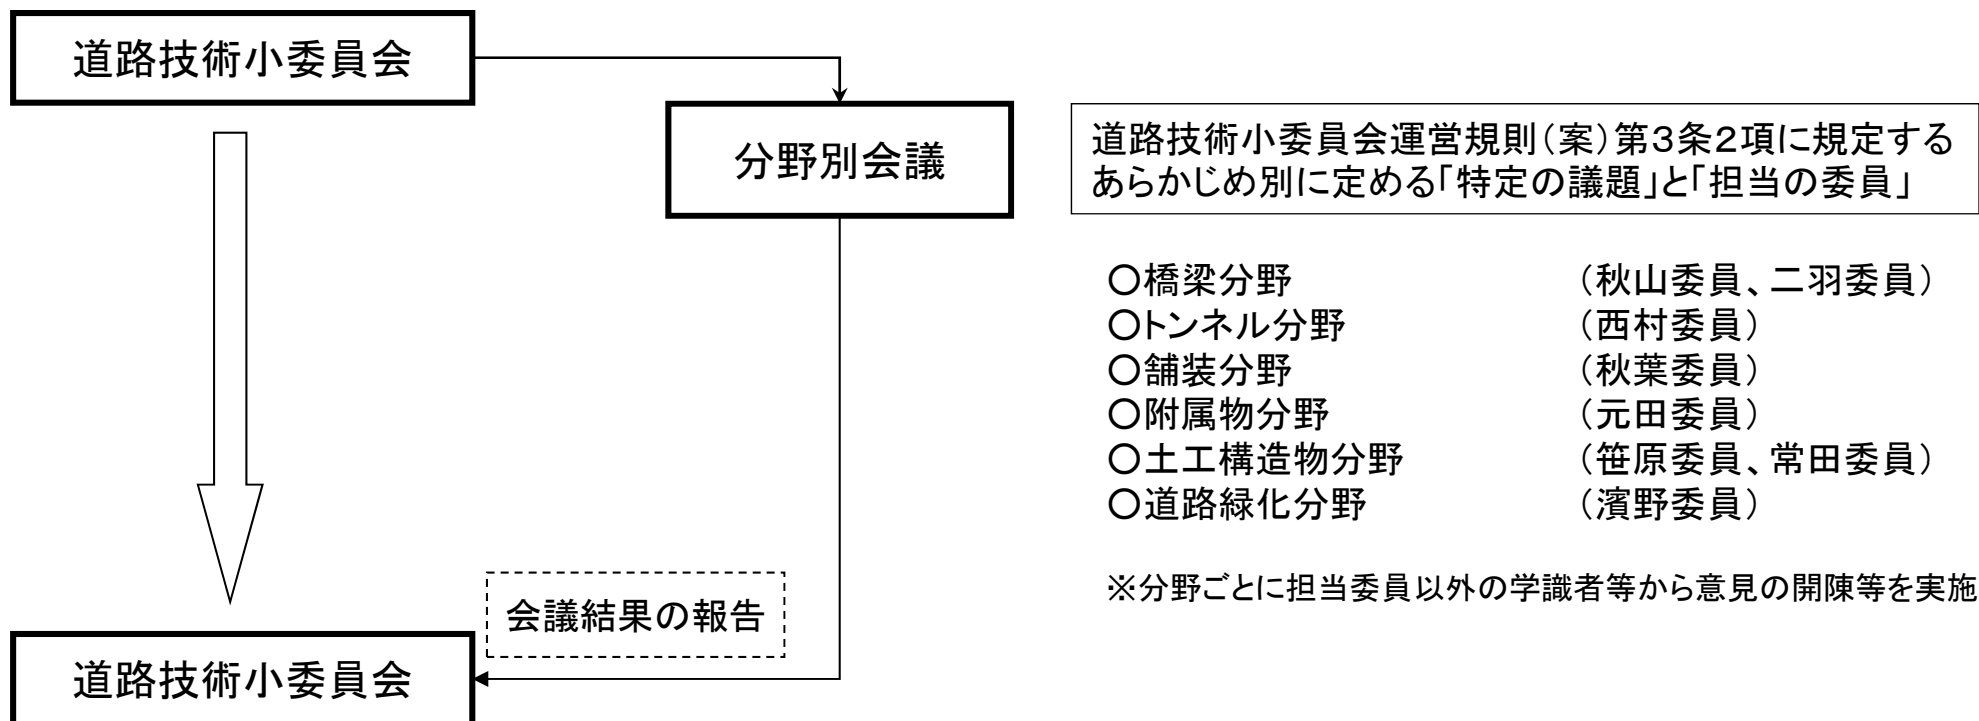 道路技術小委員会
分野別会議
道路技術小委員会運営規則（案）第３条２項に規定する
あらかじめ別に定める「特定の議題」と「担当の委員」
○橋梁分野　（秋山委員、二羽委員）
○トンネル分野　（西村委員）
○舗装分野　（秋葉委員）
○附属物分野　（元田委員）
○土工構造物分野　（笹原委員、常田委員）
○道路緑化分野　（濱野委員）
※分野ごとに担当委員以外の学識者等から意見の開陳等を実施
会議結果の報告
道路技術小委員会